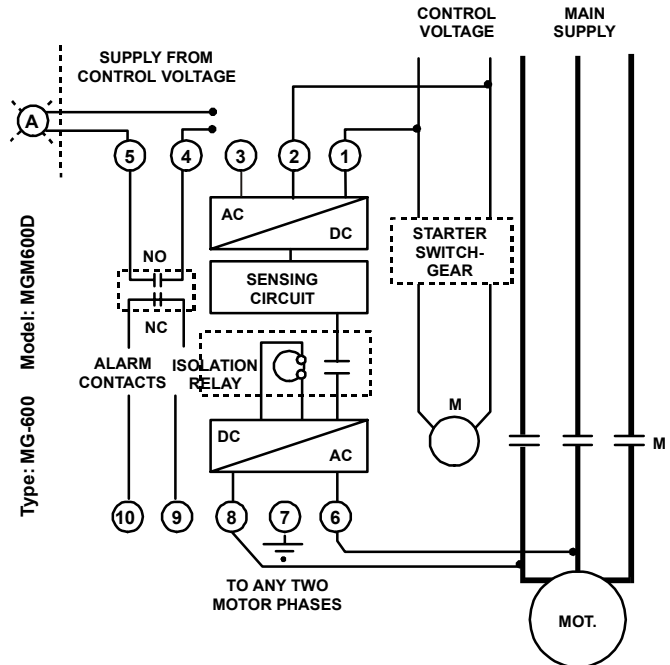 CONTROL
VOLTAGE
MAIN
SUPPLY
SUPPLY FROM
CONTROL VOLTAGE
A
5
4
3
2
1
AC
DC
STARTER
SWITCH-
GEAR
NO
SENSING
CIRCUIT
NC
ALARM
CONTACTS
ISOLATION
RELAY
M
DC
AC
M
10
9
8
7
6
TO ANY TWO
MOTOR PHASES
MOT.
Type: MG-600 Model: MGM600D